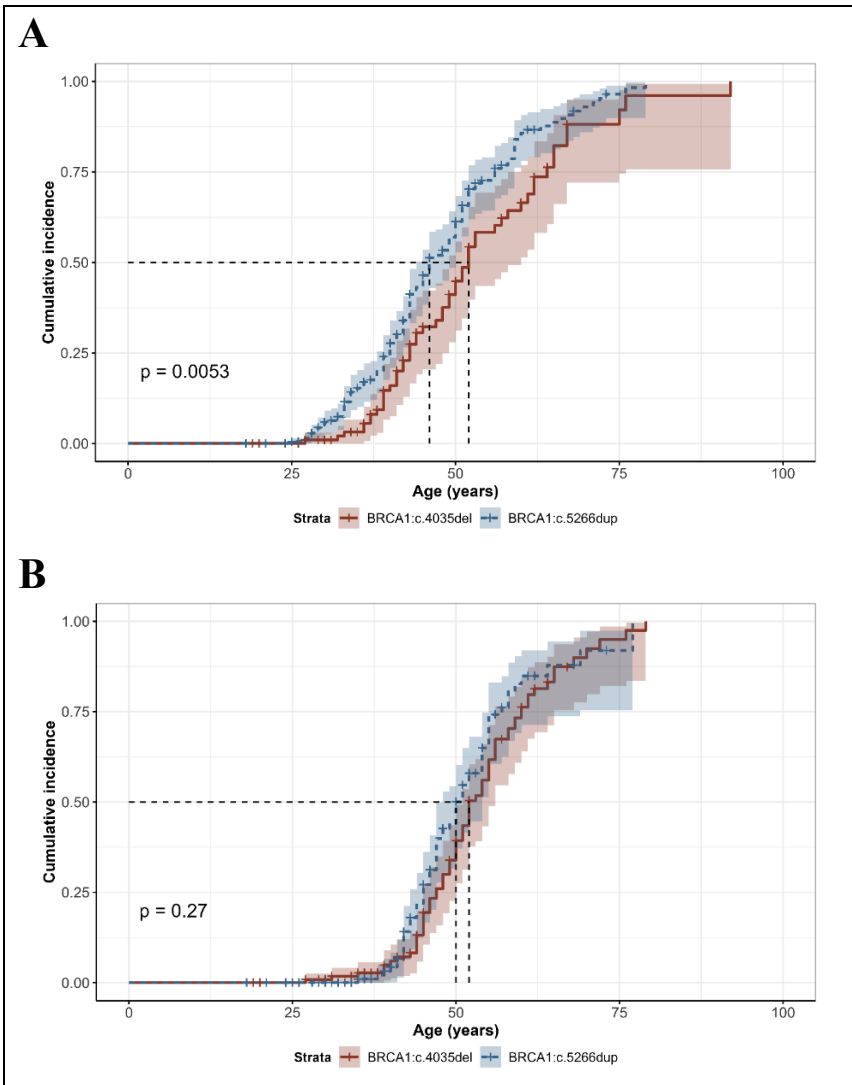 A
1.00
0.75
0.50
0.25
0.00
Cumulative incidence
p = 0.0053
0 25 50 75 100
Age (years)
Strata BRCA1:c.4035del BRCA1:c.5266dup
B
1.00
0.75
0.50
0.25
0.00
Cumulative incidence
p = 0.27
0 25 50 75 100
Age (years)
Strata BRCA1:c.4035del BRCA1:c.5266dup